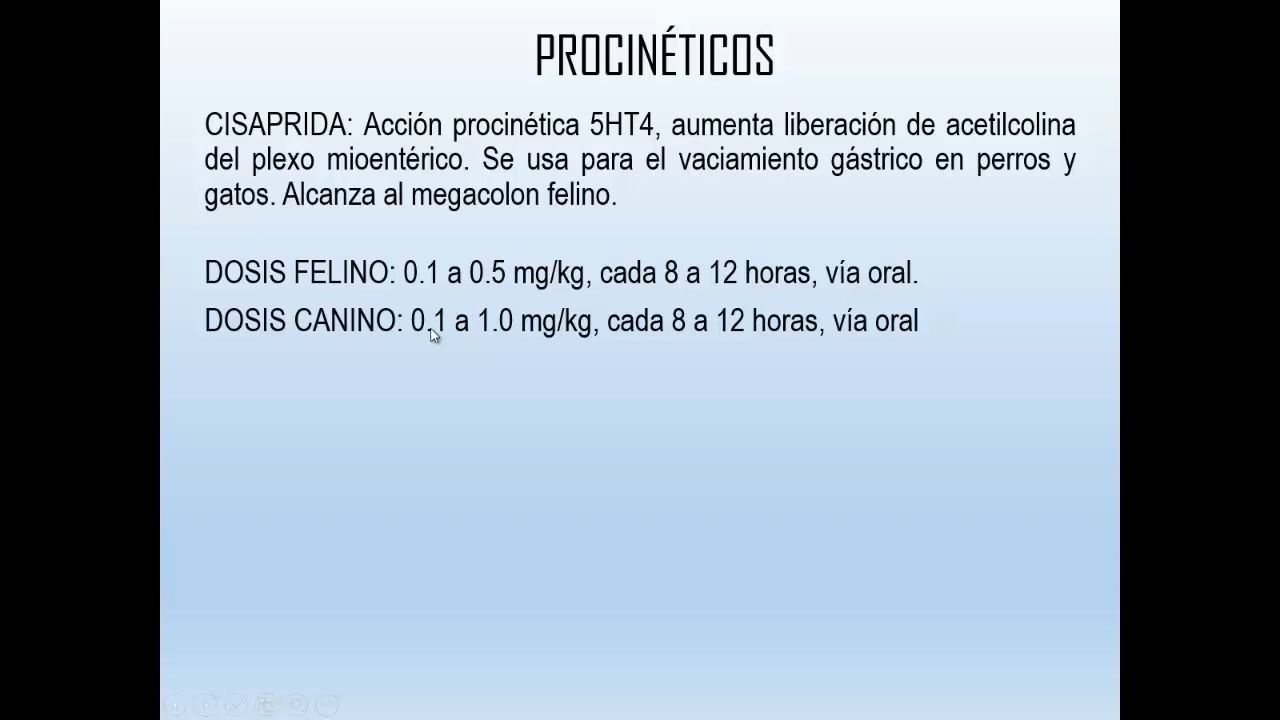 PROCINÉTICOS
CISAPRIDA: Acción procinética 5HT4, aumenta liberación de acetilcolina
del plexo mioentérico. Se usa para el vaciamiento gástrico en perros y
gatos. Alcanza al megacolon felino.
DOSIS FELINO: 0.1 a 0.5 mg/kg, cada 8 a 12 horas, vía oral.
DOSIS CANINO: 0.1 a 1.0 mg/kg, cada 8 a 12 horas, vía oral